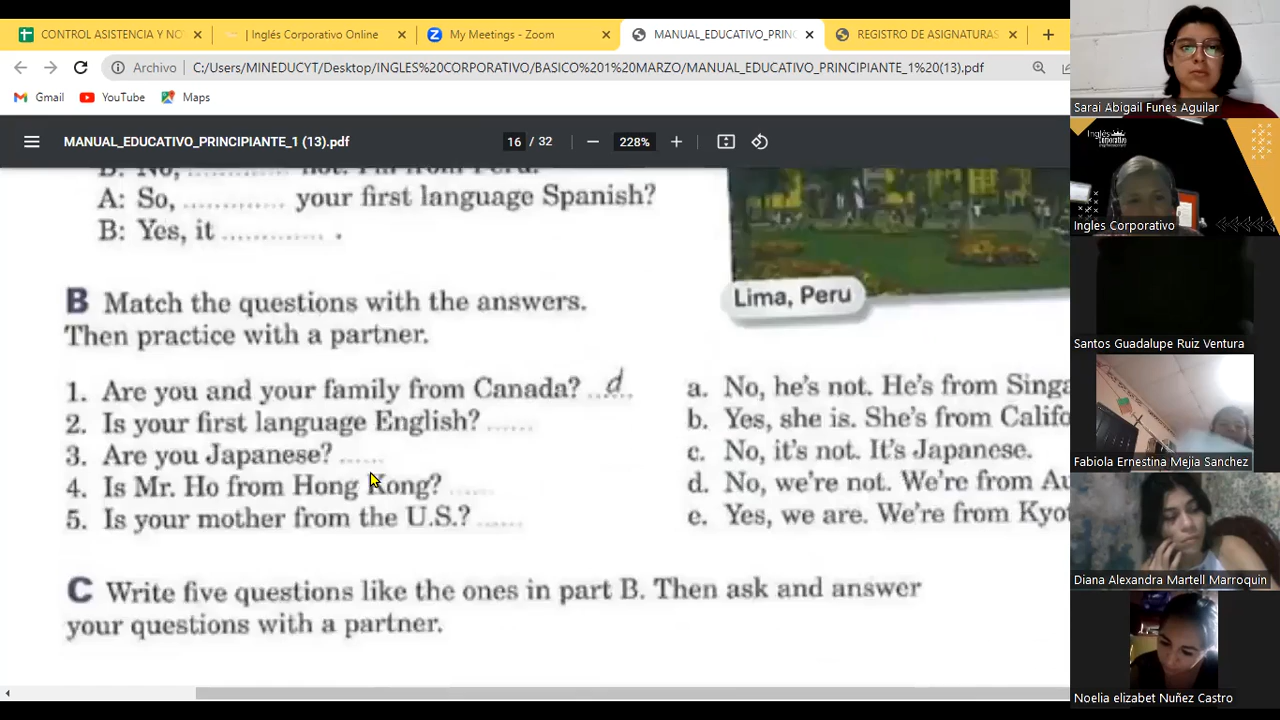 CONTROL ASISTENCIA Y NO
| Inglés Corporativo Online
My Meetings - Zoom
MANUAL_EDUCATIVO_PRINC
REGISTRO DE ASIGNATURAS
Archivo
C:/Users/MINEDUCYT/Desktop/INGLES%20CORPORATIVO/BASICO%201%20MARZO/MANUAL_EDUCATIVO_PRINCIPIANTE_1%20(13).pdf
Gmail
YouTube
Maps
MANUAL_EDUCATIVO_PRINCIPIANTE_1 (13).pdf
16 / 32
228%
B: No, ............ not. I'm from Peru.
A: So, ............. your first language Spanish?
B: Yes, it ............. .
Lima, Peru
B Match the questions with the answers.
Then practice with a partner.
1. Are you and your family from Canada? ..d..
2. Is your first language English? ......
3. Are you Japanese? ......
4. Is Mr. Ho from Hong Kong? ......
5. Is your mother from the U.S.? ......
a. No, he's not. He's from Singa
b. Yes, she is. She's from Califo
c. No, it's not. It's Japanese.
d. No, we're not. We're from Au
e. Yes, we are. We're from Kyo
C Write five questions like the ones in part B. Then ask and answer
your questions with a partner.
Sarai Abigail Funes Aguilar
Inglés
Corporativo
Ingles Corporativo
Santos Guadalupe Ruiz Ventura
Fabiola Ernestina Mejia Sanchez
Diana Alexandra Martell Marroquin
Noelia elizabet Nuñez Castro